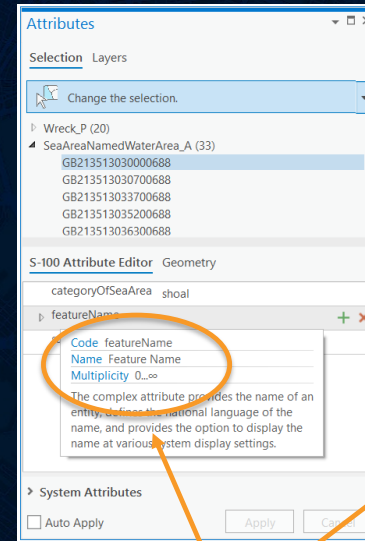 Attributes
Selection Layers
Change the selection.
Wreck_P (20)
SeaAreaNamedWaterArea_A (33)
GB213513030000688
GB213513030700688
GB213513033700688
GB213513035200688
GB213513036300688
S-100 Attribute Editor Geometry
categoryOfSeaArea shoal
featureName
Code featureName
Name Feature Name
Multiplicity 0...∞
The complex attribute provides the name of an
entity, defines the national language of the
name, and provides the option to display the
name at various system display settings.
System Attributes
Auto Apply Apply Cancel